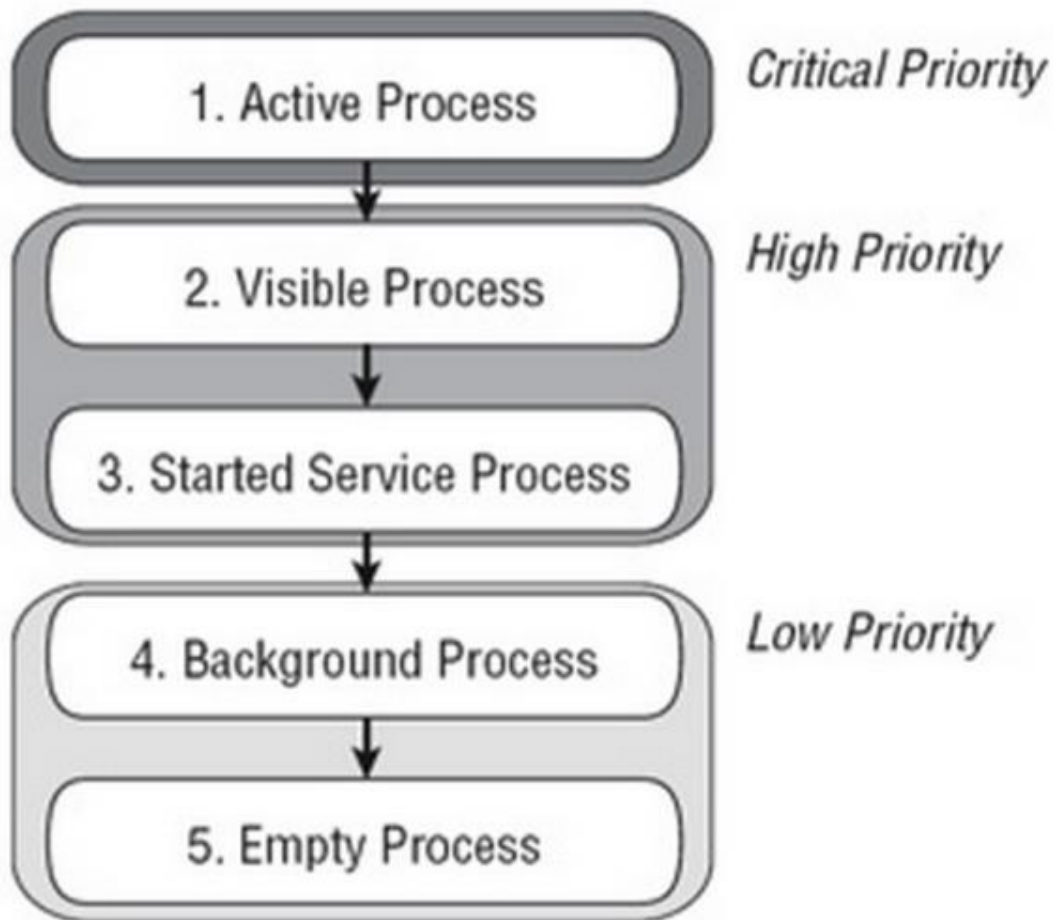 1. Active Process
Critical Priority
2. Visible Process
High Priority
3. Started Service Process
4. Background Process
Low Priority
5. Empty Process